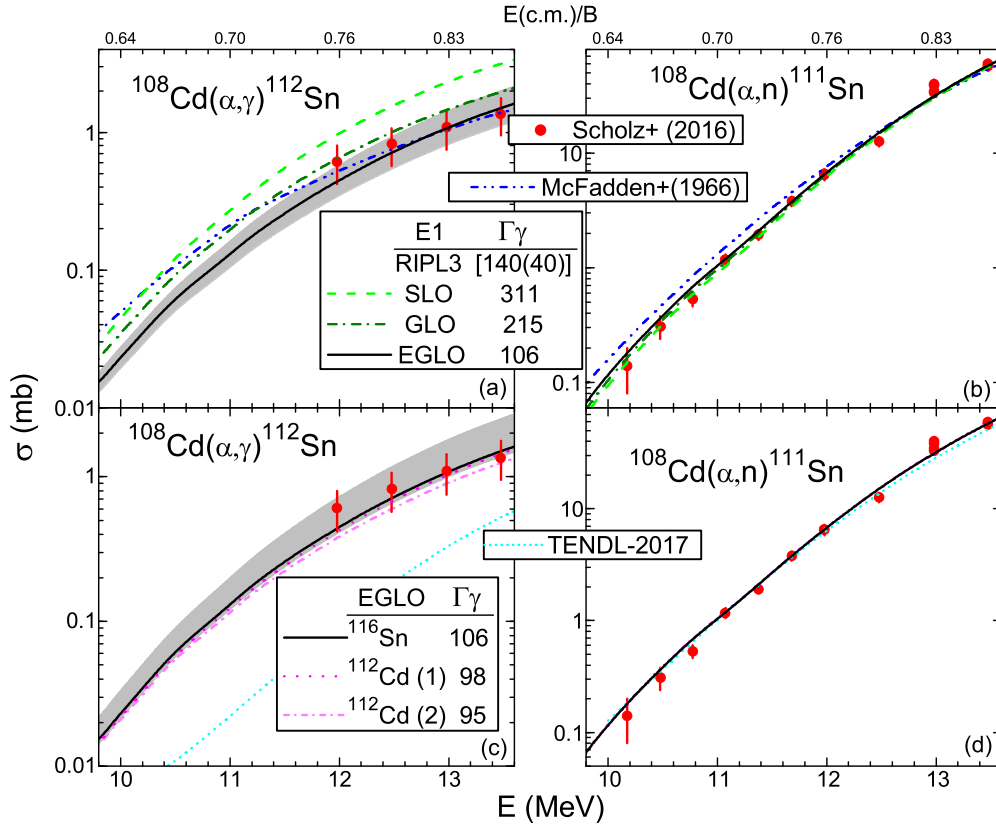 E(c.m.)/B
0.64 0.70 0.76 0.83 0.64 0.70 0.76 0.83
¹⁰⁸Cd(α,γ)¹¹²Sn
¹⁰⁸Cd(α,n)¹¹¹Sn
1
Scholz+ (2016)
10
McFadden+(1966)
E1 Γγ
RIPL3 [140(40)]
SLO 311
GLO 215
EGLO 106
0.1
1
0.1
(a)
(b)
0.01
σ (mb)
¹⁰⁸Cd(α,γ)¹¹²Sn
¹⁰⁸Cd(α,n)¹¹¹Sn
1
10
TENDL-2017
EGLO Γγ
¹¹⁶Sn 106
¹¹²Cd (1) 98
¹¹²Cd (2) 95
0.1
1
0.1
(c)
(d)
0.01
10 11 12 13 10 11 12 13
E (MeV)